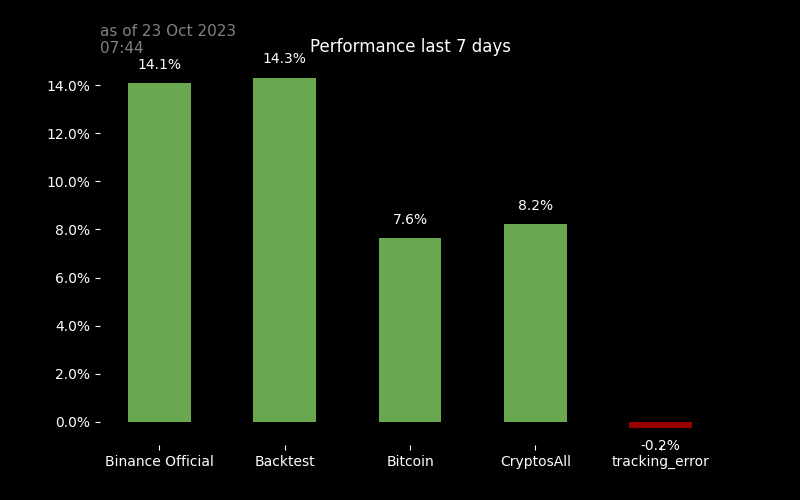 as of 23 Oct 2023
07:44
Performance last 7 days
14.1%
14.3%
7.6%
8.2%
-0.2%
14.0%
12.0%
10.0%
8.0%
6.0%
4.0%
2.0%
0.0%
Binance Official
Backtest
Bitcoin
CryptosAll
tracking_error